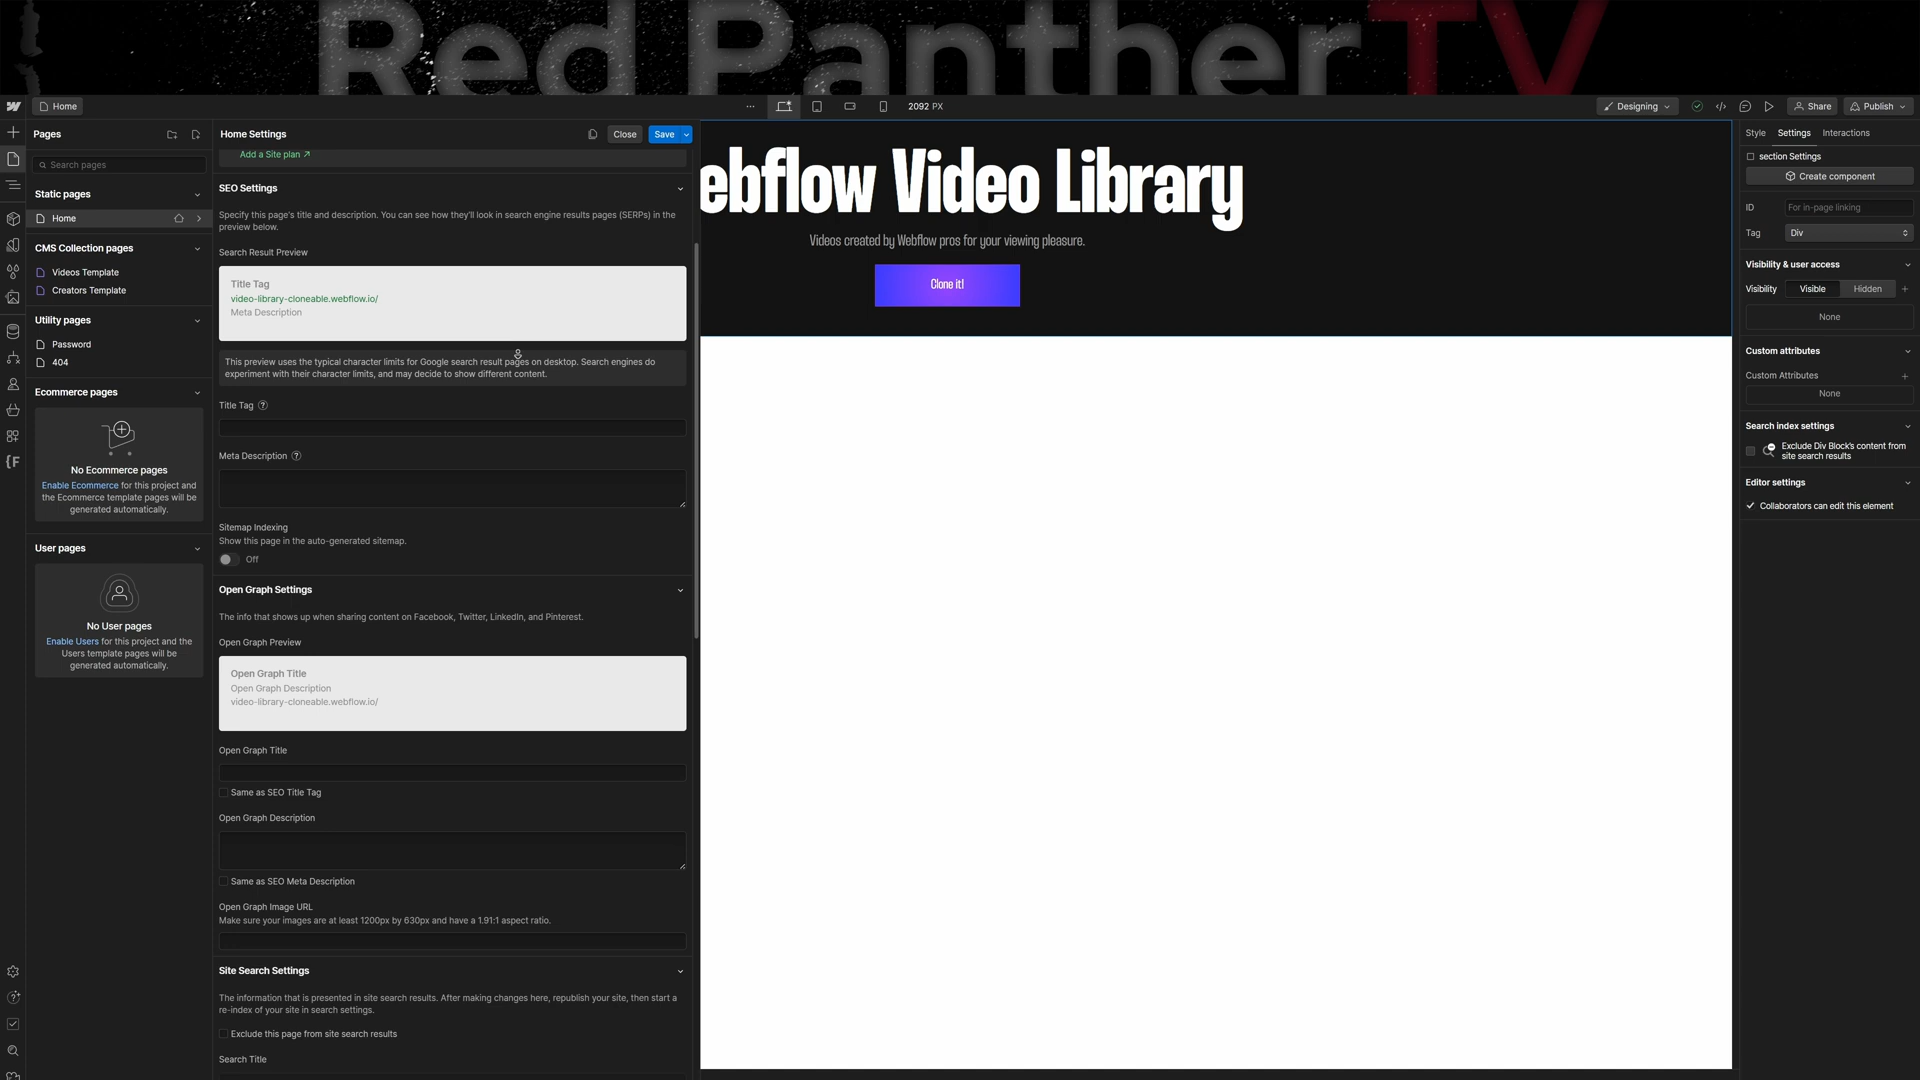 Red PantherTV
Home
2092 PX
Designing
Share
Publish
Pages
Search pages
Static pages
Home
CMS Collection pages
Videos Template
Creators Template
Utility pages
Password
404
Ecommerce pages
No Ecommerce pages
Enable Ecommerce for this project and
the Ecommerce template pages will be
generated automatically.
User pages
No User pages
Enable Users for this project and the
Users template pages will be
generated automatically.
Home Settings
Close
Save
Add a Site plan ↗
SEO Settings
Specify this page's title and description. You can see how they'll look in search engine results pages (SERPs) in the
preview below.
Search Result Preview
Title Tag
video-library-cloneable.webflow.io/
Meta Description
This preview uses the typical character limits for Google search result pages on desktop. Search engines do
experiment with their character limits, and may decide to show different content.
Title Tag
Meta Description
Sitemap Indexing
Show this page in the auto-generated sitemap.
Off
Open Graph Settings
The info that shows up when sharing content on Facebook, Twitter, LinkedIn, and Pinterest.
Open Graph Preview
Open Graph Title
Open Graph Description
video-library-cloneable.webflow.io/
Open Graph Title
Same as SEO Title Tag
Open Graph Description
Same as SEO Meta Description
Open Graph Image URL
Make sure your images are at least 1200px by 630px and have a 1.91:1 aspect ratio.
Site Search Settings
The information that is presented in site search results. After making changes here, republish your site, then start a
re-index of your site in search settings.
Exclude this page from site search results
Search Title
ebflow Video Library
Videos created by Webflow pros for your viewing pleasure.
Clone it!
Style
Settings
Interactions
section Settings
Create component
ID
For in-page linking
Tag
Div
Visibility & user access
Visibility
Visible
Hidden
None
Custom attributes
Custom Attributes
None
Search index settings
Exclude Div Block's content from
site search results
Editor settings
Collaborators can edit this element